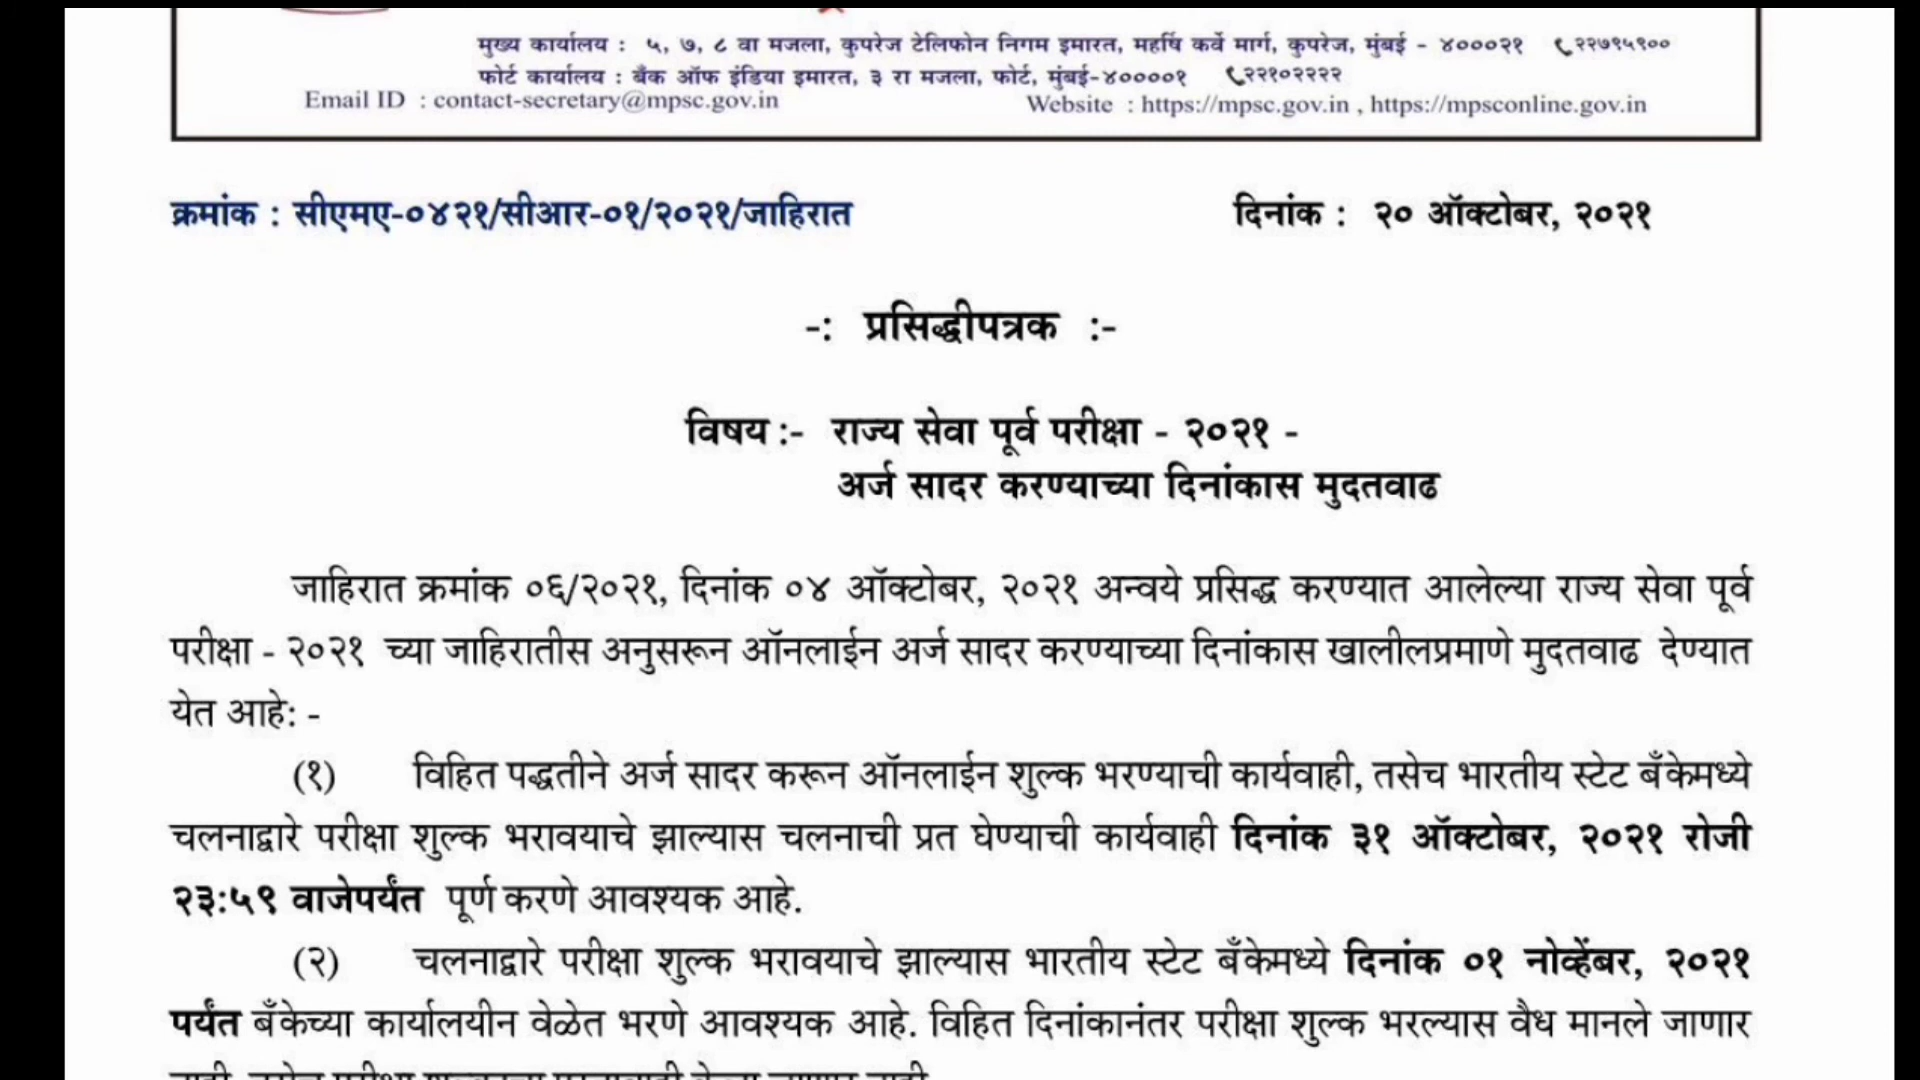 मुख्य कार्यालय : ५, ७, ८ वा मजला, कुपरेज टेलिफोन निगम इमारत, महर्षि कर्वे मार्ग, कुपरेज, मुंबई - ४०००२१ २२७९५९००
फोर्ट कार्यालय : बँक ऑफ इंडिया इमारत, ३ रा मजला, फोर्ट, मुंबई-४००००१ २२१०२२२२
Email ID : contact-secretary@mpsc.gov.in Website : https://mpsc.gov.in , https://mpsconline.gov.in
क्रमांक : सीएमए-०४२१/सीआर-०१/२०२१/जाहिरात दिनांक : २० ऑक्टोबर, २०२१
-: प्रसिद्धीपत्रक :-
विषय :- राज्य सेवा पूर्व परीक्षा - २०२१ -
अर्ज सादर करण्याच्या दिनांकास मुदतवाढ
जाहिरात क्रमांक ०६/२०२१, दिनांक ०४ ऑक्टोबर, २०२१ अन्वये प्रसिद्ध करण्यात आलेल्या राज्य सेवा पूर्व
परीक्षा - २०२१ च्या जाहिरातीस अनुसरून ऑनलाईन अर्ज सादर करण्याच्या दिनांकास खालीलप्रमाणे मुदतवाढ देण्यात
येत आहे: -
(१) विहित पद्धतीने अर्ज सादर करून ऑनलाईन शुल्क भरण्याची कार्यवाही, तसेच भारतीय स्टेट बँकेमध्ये
चलनाद्वारे परीक्षा शुल्क भरावयाचे झाल्यास चलनाची प्रत घेण्याची कार्यवाही दिनांक ३१ ऑक्टोबर, २०२१ रोजी
२३:५९ वाजेपर्यंत पूर्ण करणे आवश्यक आहे.
(२) चलनाद्वारे परीक्षा शुल्क भरावयाचे झाल्यास भारतीय स्टेट बँकेमध्ये दिनांक ०१ नोव्हेंबर, २०२१
पर्यंत बँकेच्या कार्यालयीन वेळेत भरणे आवश्यक आहे. विहित दिनांकानंतर परीक्षा शुल्क भरल्यास वैध मानले जाणार